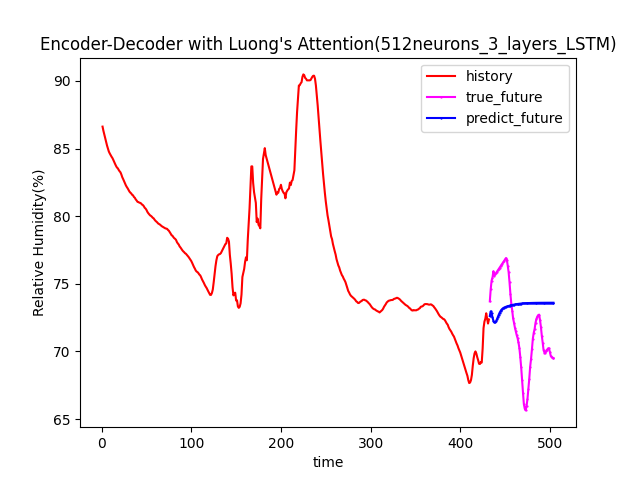 Encoder-Decoder with Luong's Attention(512neurons_3_layers_LSTM)
history
true_future
predict_future
Relative Humidity(%)
90
85
80
75
70
65
0 100 200 300 400 500
time